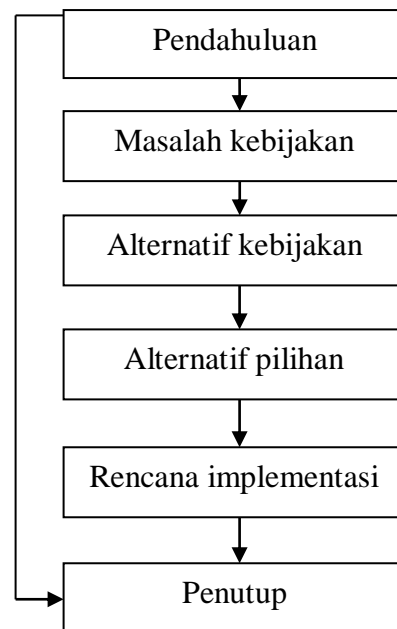 Pendahuluan
Masalah kebijakan
Alternatif kebijakan
Alternatif pilihan
Rencana implementasi
Penutup